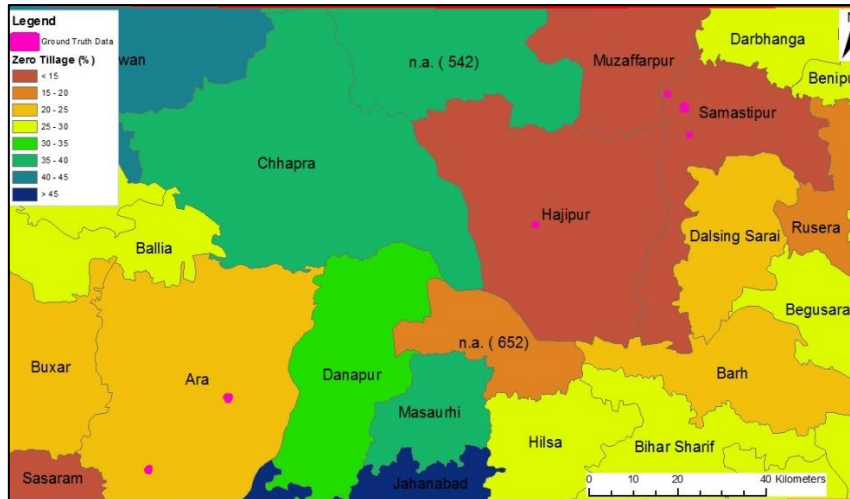 Legend
Ground Truth Data
Zero Tillage (%)
< 15
15 - 20
20 - 25
25 - 30
30 - 35
35 - 40
40 - 45
> 45
wan
n.a. ( 542)
Muzaffarpur
Darbhanga
Benipu
Samastipur
Chhapra
Hajipur
Dalsing Sarai
Rusera
Ballia
Begusara
n.a. ( 652)
Buxar
Ara
Danapur
Barh
Masaurhi
Hilsa
Bihar Sharif
Sasaram
Jahanabad
0 10 20 40 Kilometers